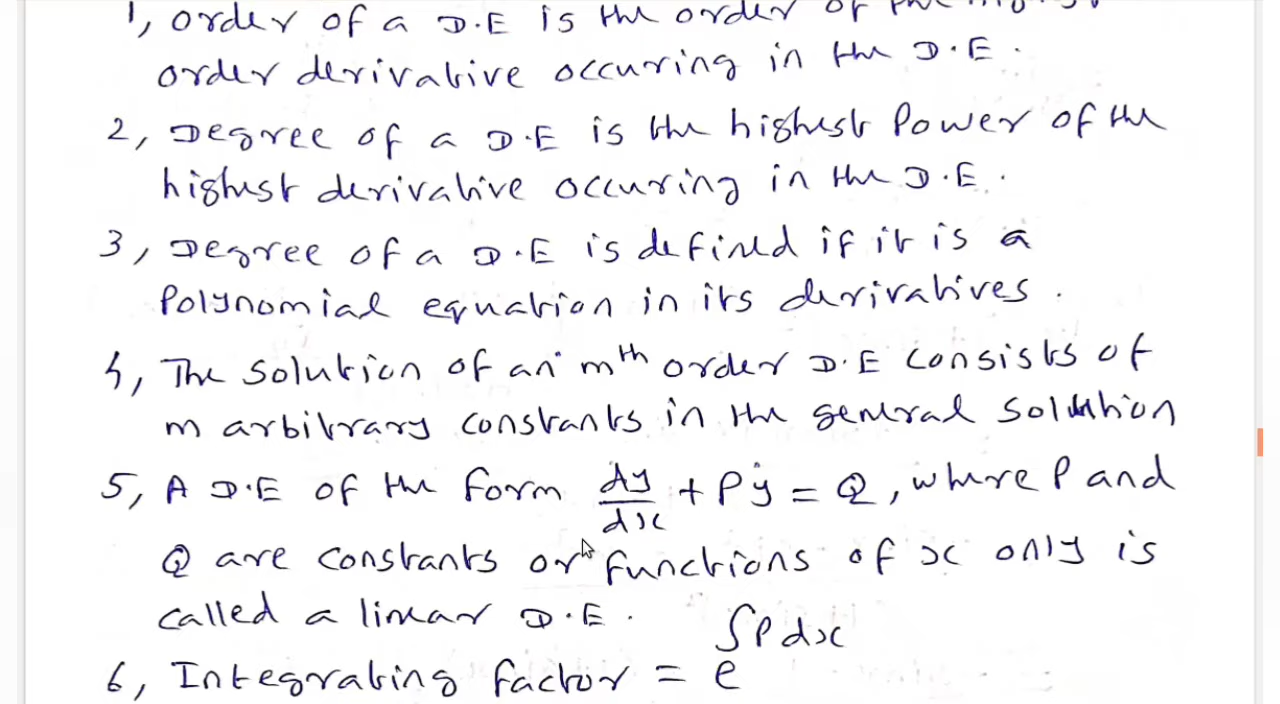 1, Order of a D.E is the order of the
order derivative occuring in the D.E.
2, Degree of a D.E is the highest Power of the
highest derivative occuring in the D.E.
3, Degree of a D.E is defined if it is a
Polynomial equation in its derivatives.
4, The solution of an mth order D.E consists of
m arbitrary constants in the general solution
5, A D.E of the form dy/dx + Py = Q, where P and
Q are constants or functions of x only is
called a linear D.E.
6, Integrating factor = e^∫Pdx